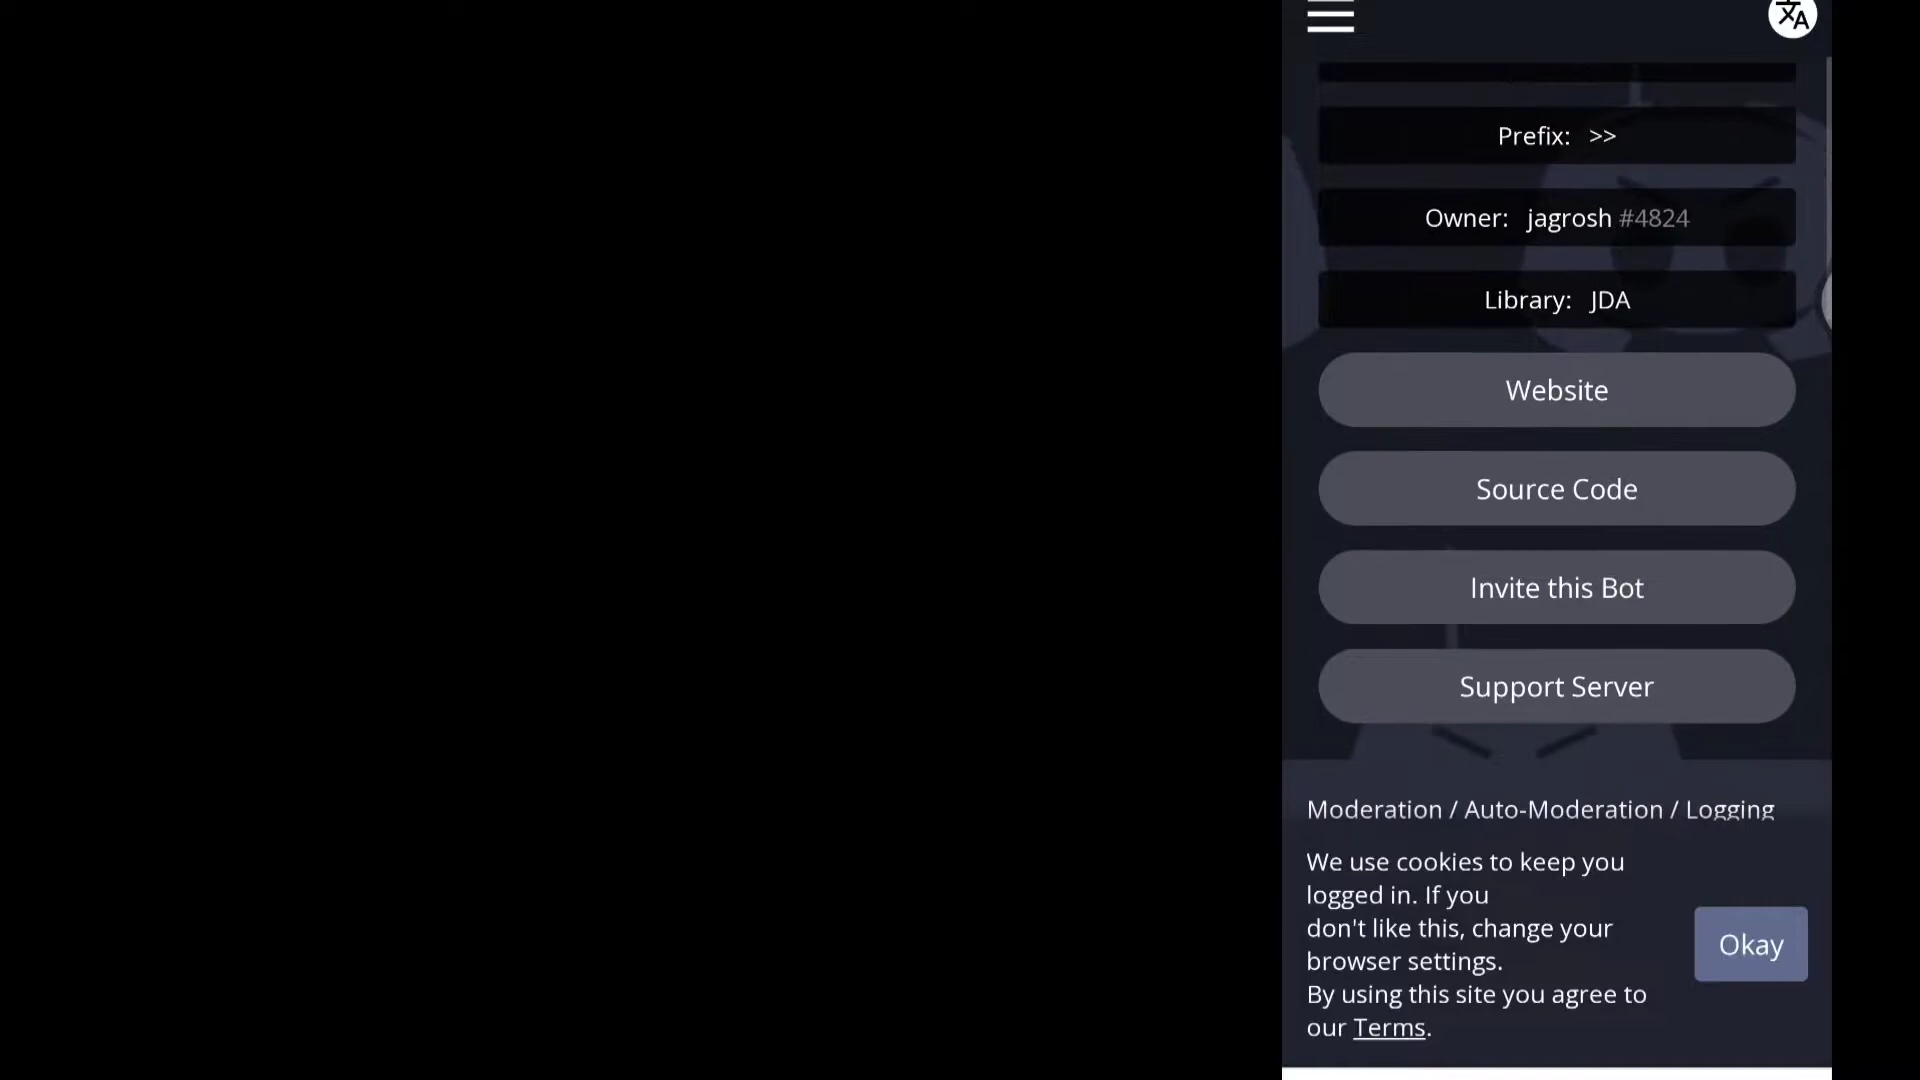 文A
Prefix: >>
Owner: jagrosh #4824
Library: JDA
Website
Source Code
Invite this Bot
Support Server
Moderation / Auto-Moderation / Logging
We use cookies to keep you
logged in. If you
don't like this, change your
browser settings.
By using this site you agree to
our Terms.
Okay